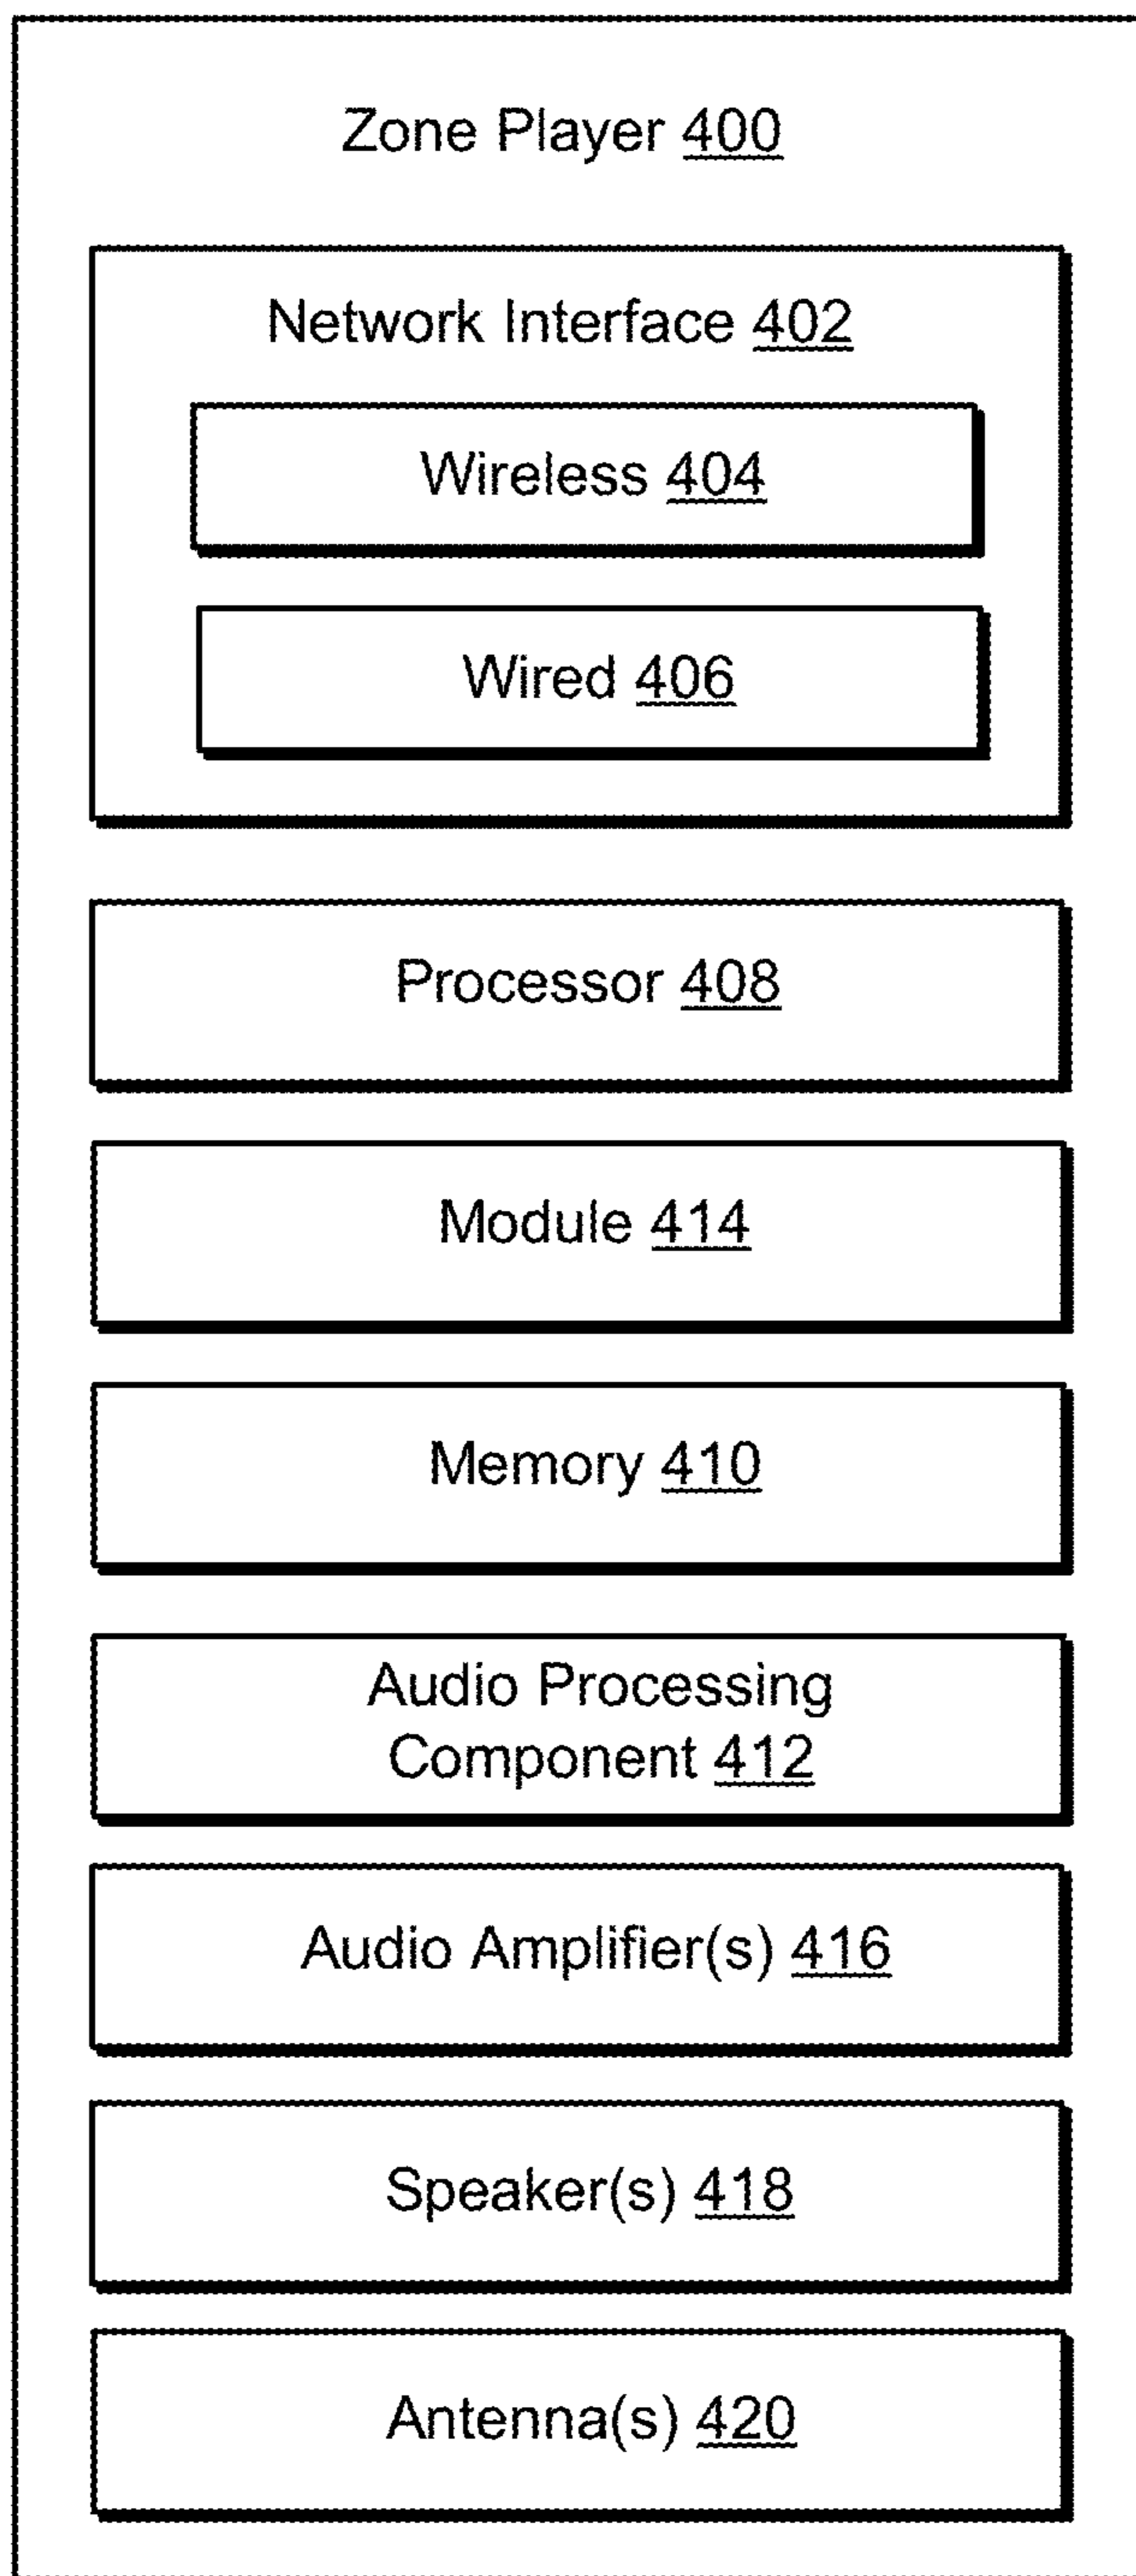 Zone Player 400
Network Interface 402
Wireless 404
Wired 406
Processor 408
Module 414
Memory 410
Audio Processing
Component 412
Audio Amplifier(s) 416
Speaker(s) 418
Antenna(s) 420